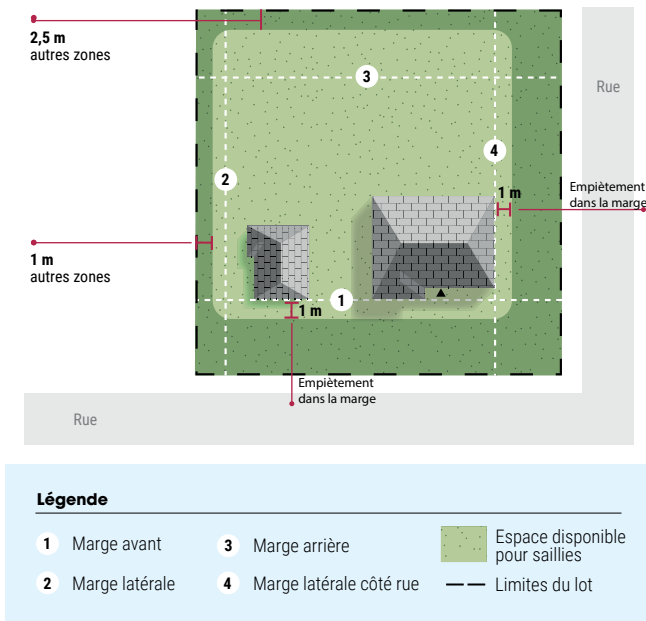 2,5 m
autres zones
3
Rue
4
2
1 m
Empiètement
dans la marge
1 m
autres zones
1
1 m
Empiètement
dans la marge
Rue
Légende
1 Marge avant
2 Marge latérale
3 Marge arrière
4 Marge latérale côté rue
Espace disponible
pour saillies
Limites du lot